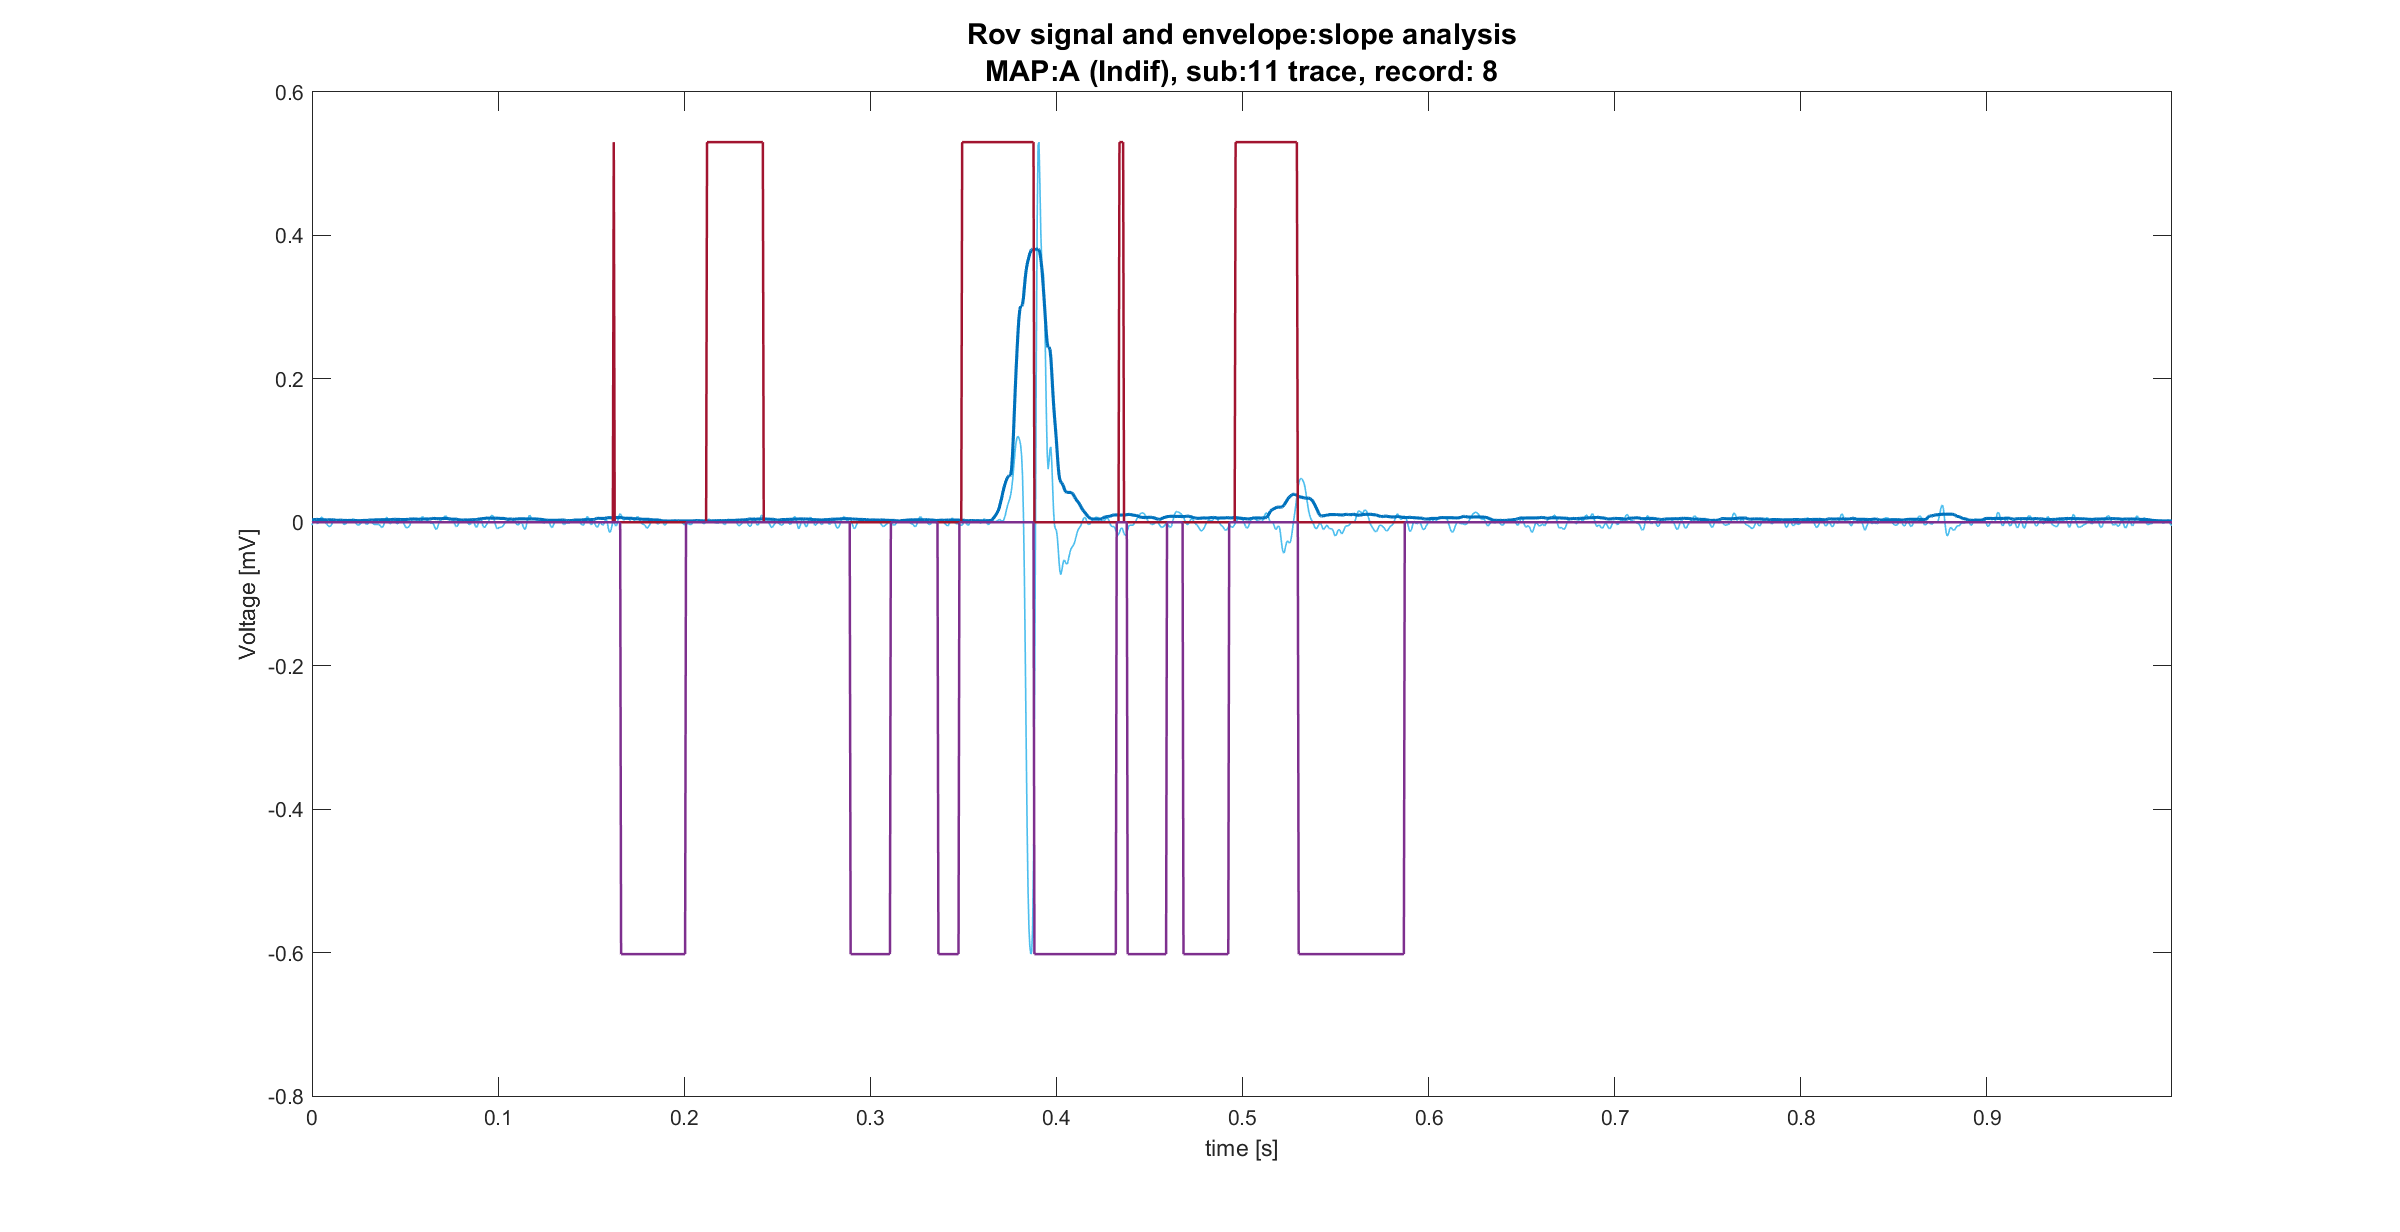 Rov signal and envelope:slope analysis
MAP:A (Indif), sub:11 trace, record: 8
0.6
0.4
0.2
0
-0.2
-0.4
-0.6
-0.8
Voltage [mV]
0 0.1 0.2 0.3 0.4 0.5 0.6 0.7 0.8 0.9
time [s]